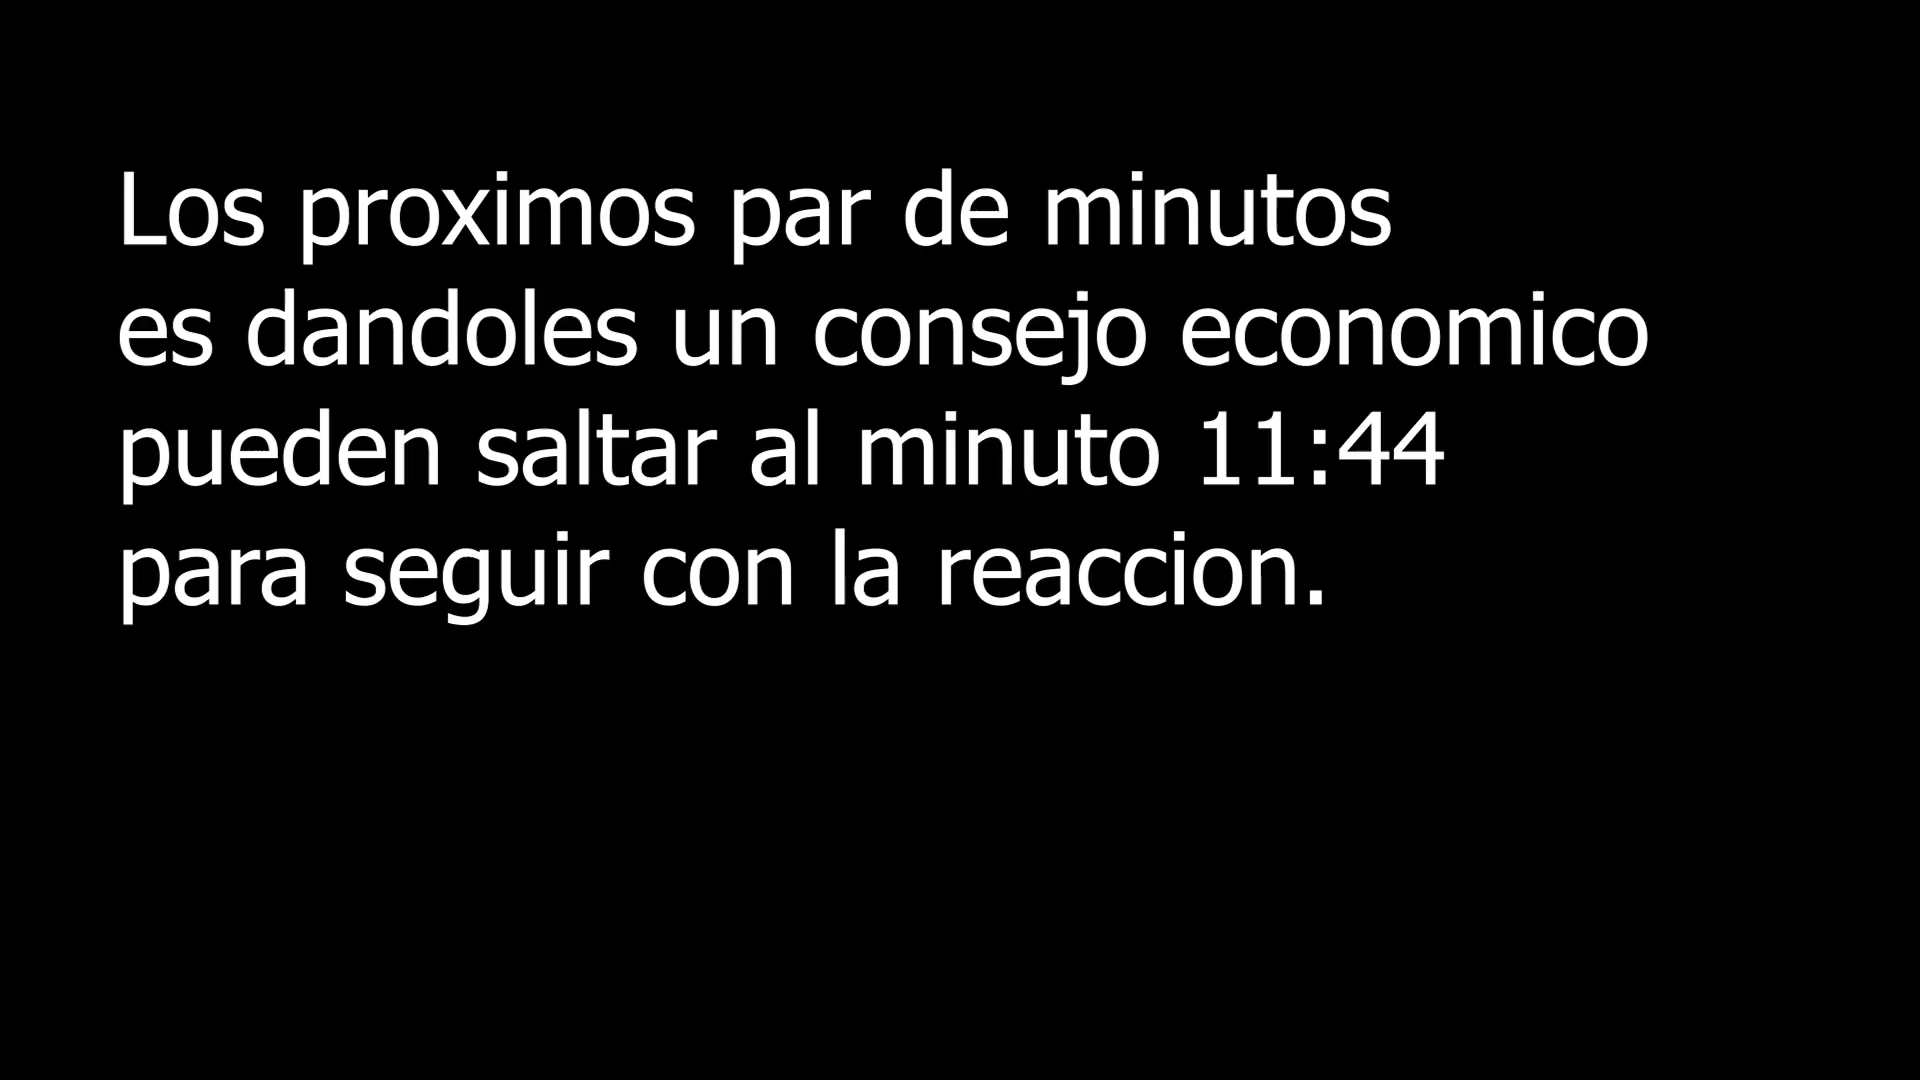 Los proximos par de minutos
es dandoles un consejo economico
pueden saltar al minuto 11:44
para seguir con la reaccion.